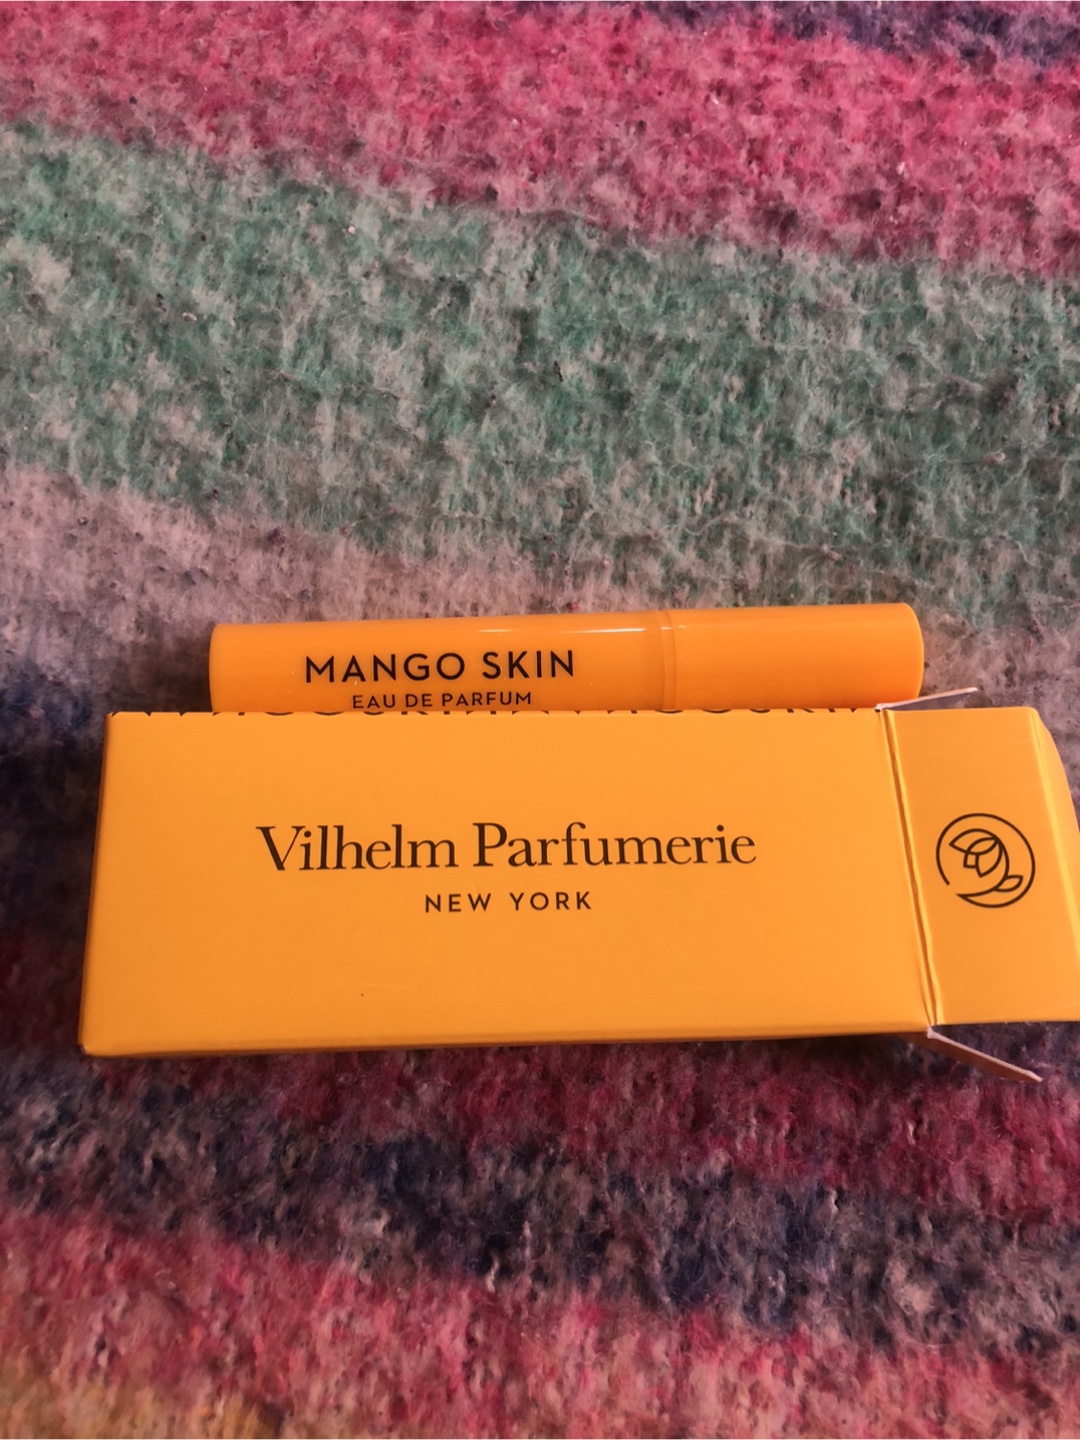 MANGO SKIN
EAU DE PARFUM
Vilhelm Parfumerie
NEW YORK